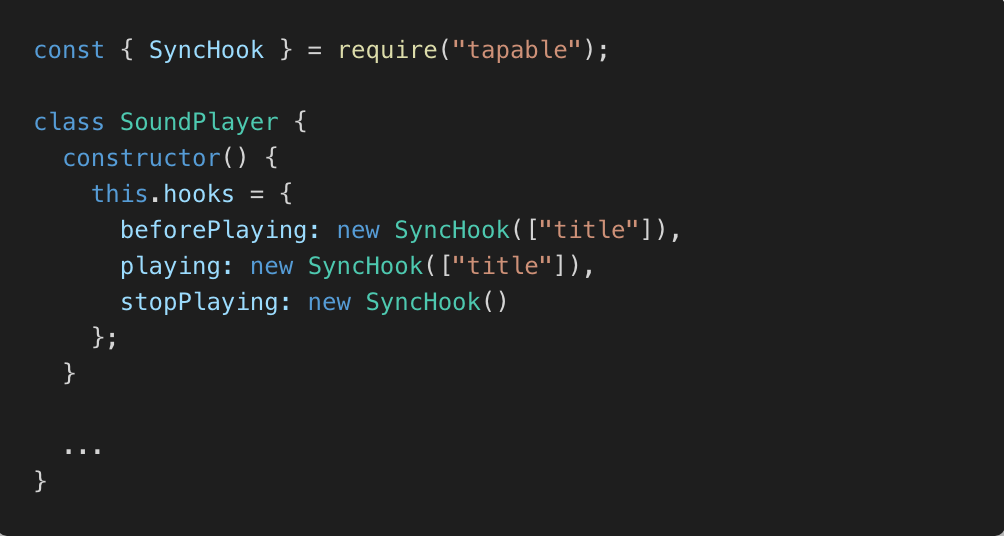 const { SyncHook } = require("tapable");

class SoundPlayer {
  constructor() {
    this.hooks = {
      beforePlaying: new SyncHook(["title"]),
      playing: new SyncHook(["title"]),
      stopPlaying: new SyncHook()
    };
  }

  ...
}